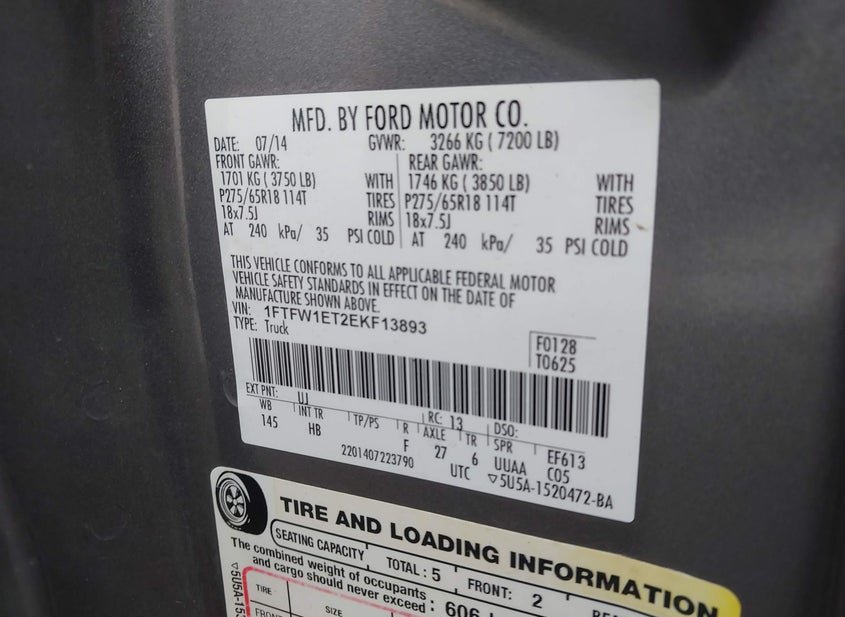 MFD. BY FORD MOTOR CO.
DATE: 07/14 GVWR: 3266 KG ( 7200 LB)
FRONT GAWR: REAR GAWR:
1701 KG ( 3750 LB) WITH 1746 KG ( 3850 LB) WITH
P275/65R18 114T TIRES P275/65R18 114T TIRES
18x7.5J RIMS 18x7.5J RIMS
AT 240 kPa/ 35 PSI COLD AT 240 kPa/ 35 PSI COLD
THIS VEHICLE CONFORMS TO ALL APPLICABLE FEDERAL MOTOR
VEHICLE SAFETY STANDARDS IN EFFECT ON THE DATE OF
MANUFACTURE SHOWN ABOVE.
VIN: 1FTFW1ET2EKF13893
TYPE: Truck
F0128
T0625
EXT PNT: UJ RC: 13 DSO:
WB INT TR TP/PS R AXLE TR SPR EF613
145 HB F 27 6 UUAA C05
2201407223790 UTC ▽5U5A-1520472-BA
TIRE AND LOADING INFORMATION
SEATING CAPACITY TOTAL: 5 FRONT: 2
The combined weight of occupants
and cargo should never exceed: 606
TIRE SIZE
FRONT
▽5U5A-15